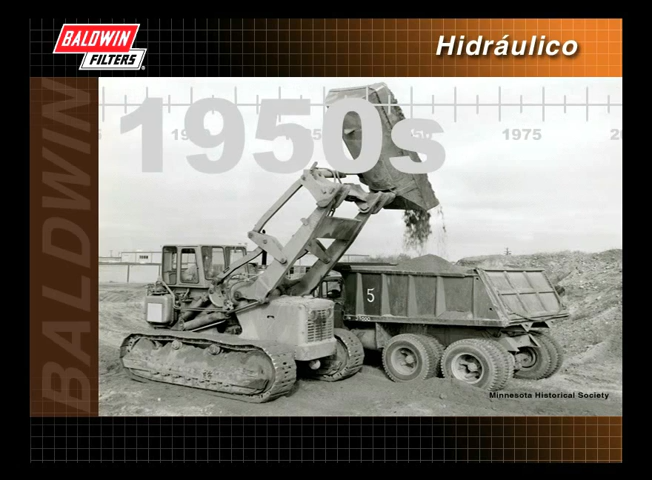 BALDWIN
FILTERS
Hidráulico
1950s
1975
5
BALDWIN
Minnesota Historical Society